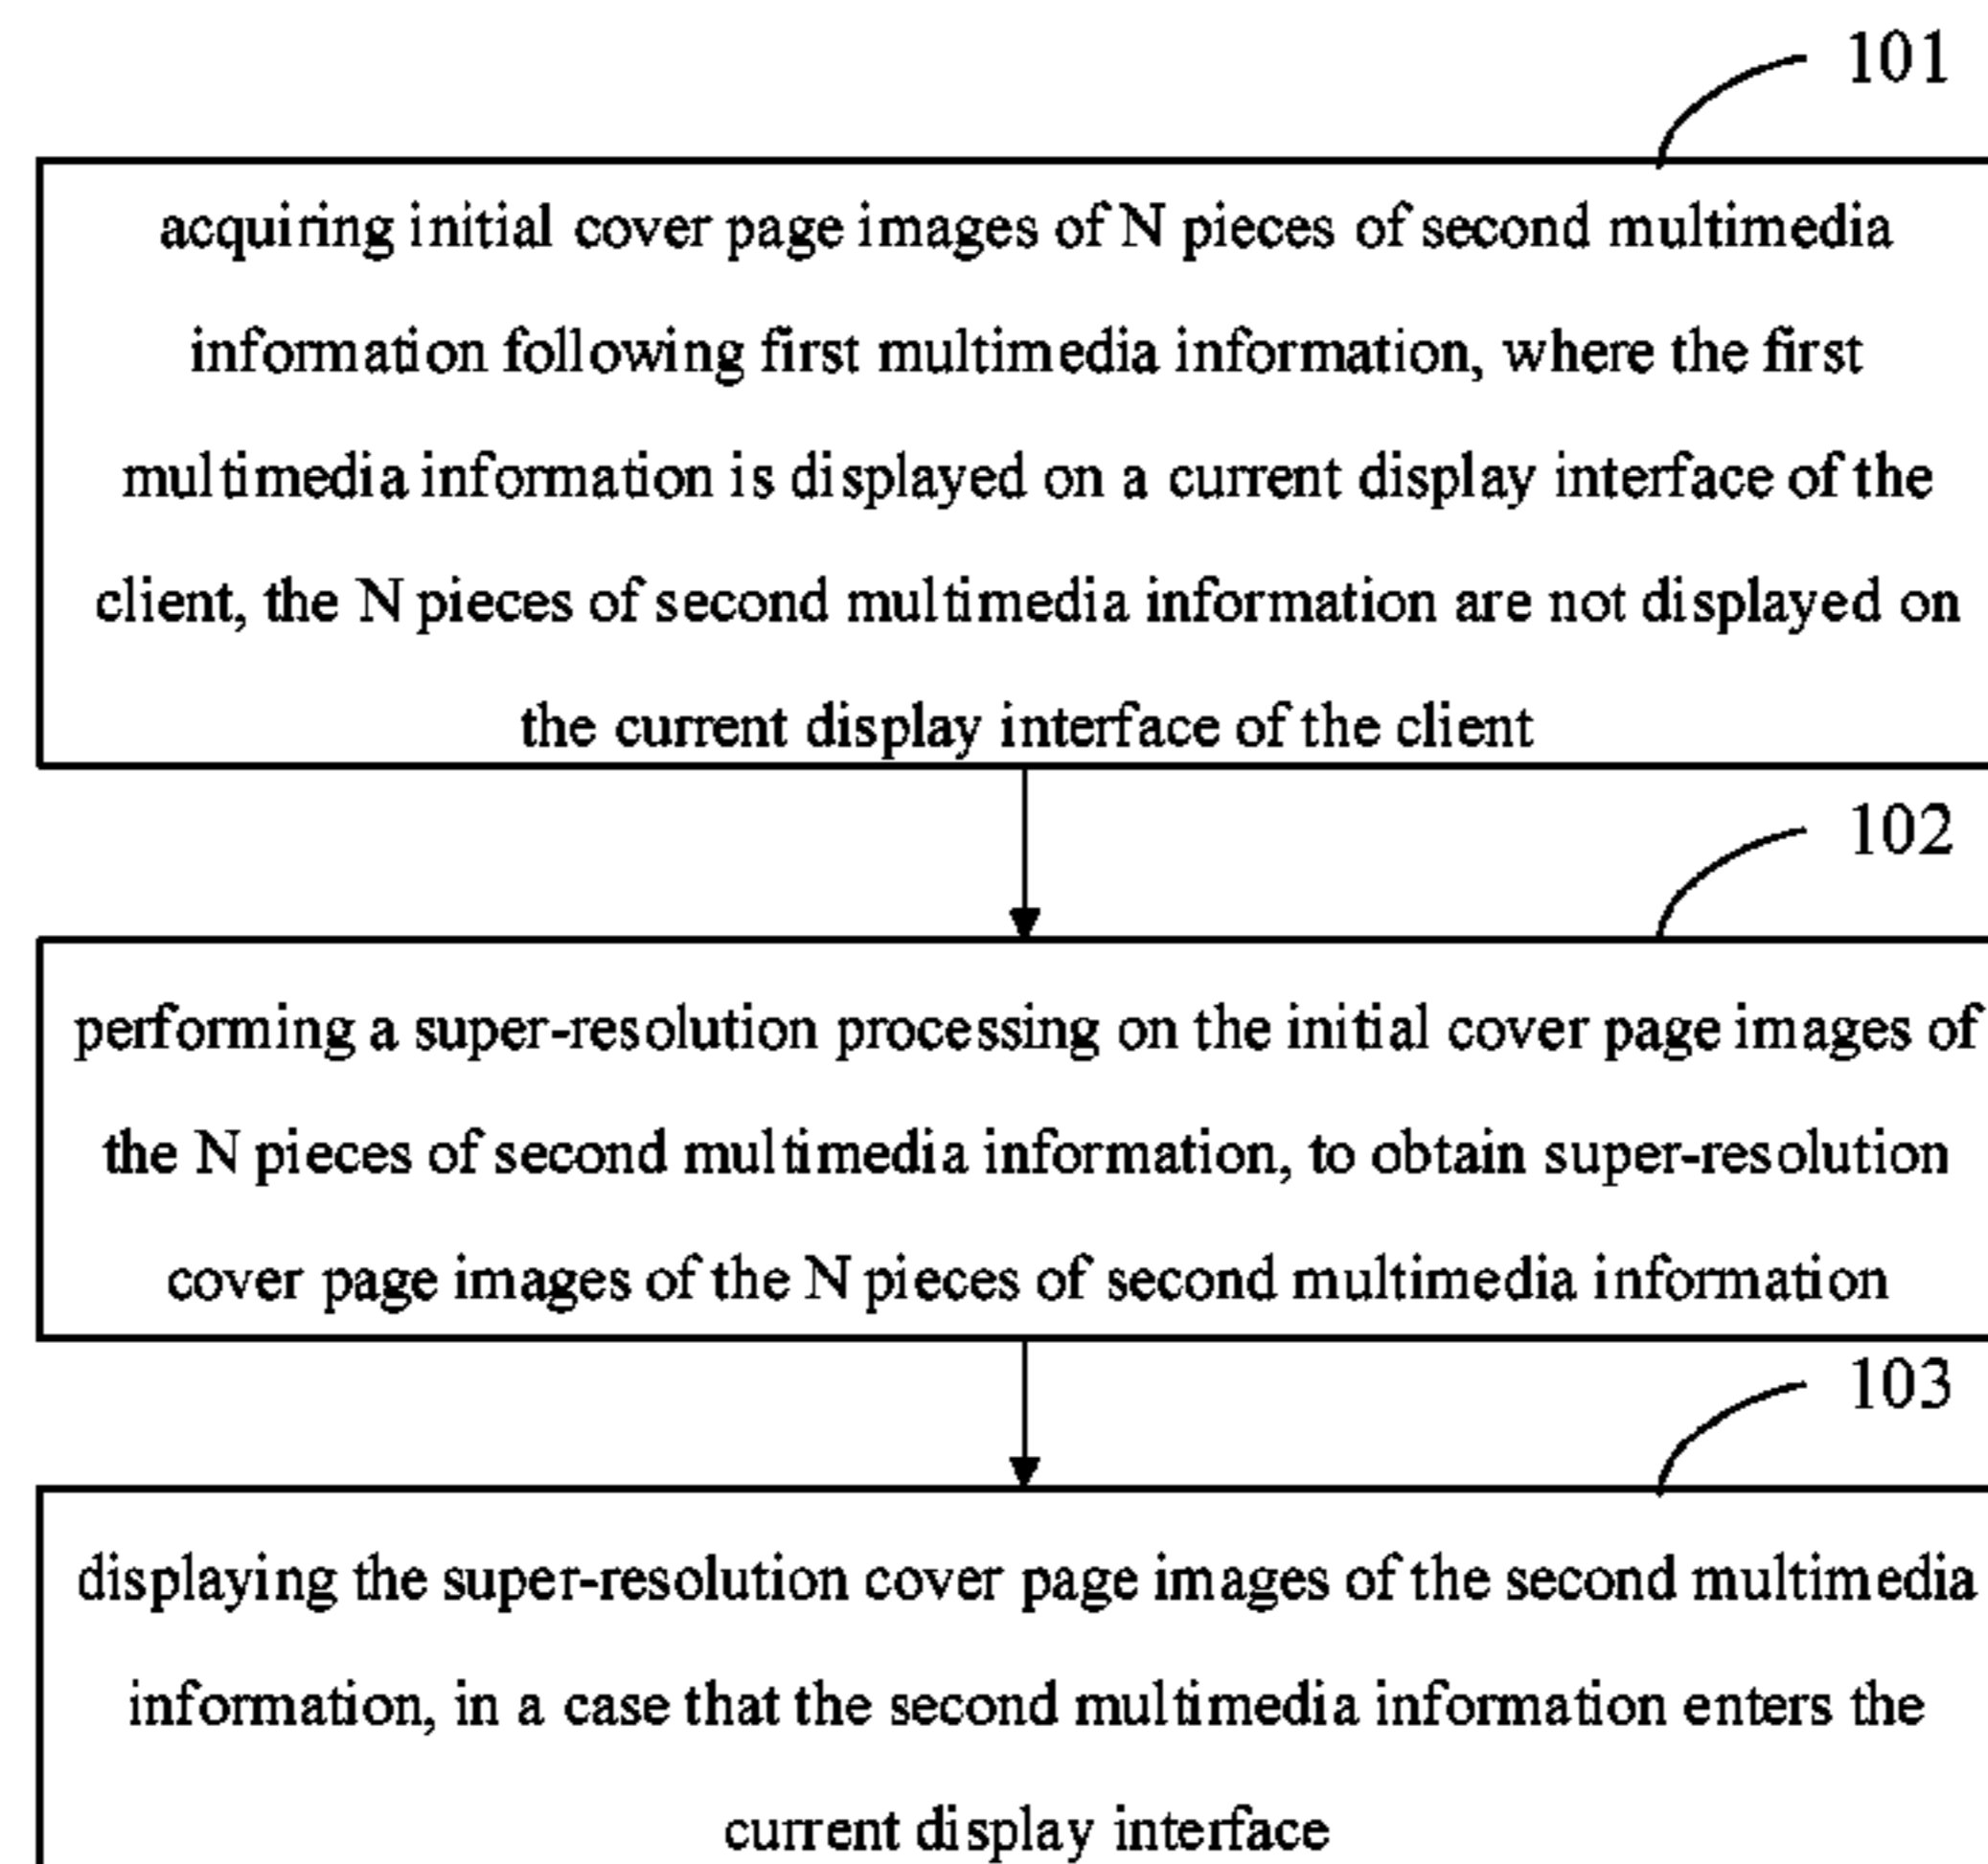 101
acquiring initial cover page images of N pieces of second multimedia
information following first multimedia information, where the first
multimedia information is displayed on a current display interface of the
client, the N pieces of second multimedia information are not displayed on
the current display interface of the client
102
performing a super-resolution processing on the initial cover page images of
the N pieces of second multimedia information, to obtain super-resolution
cover page images of the N pieces of second multimedia information
103
displaying the super-resolution cover page images of the second multimedia
information, in a case that the second multimedia information enters the
current display interface